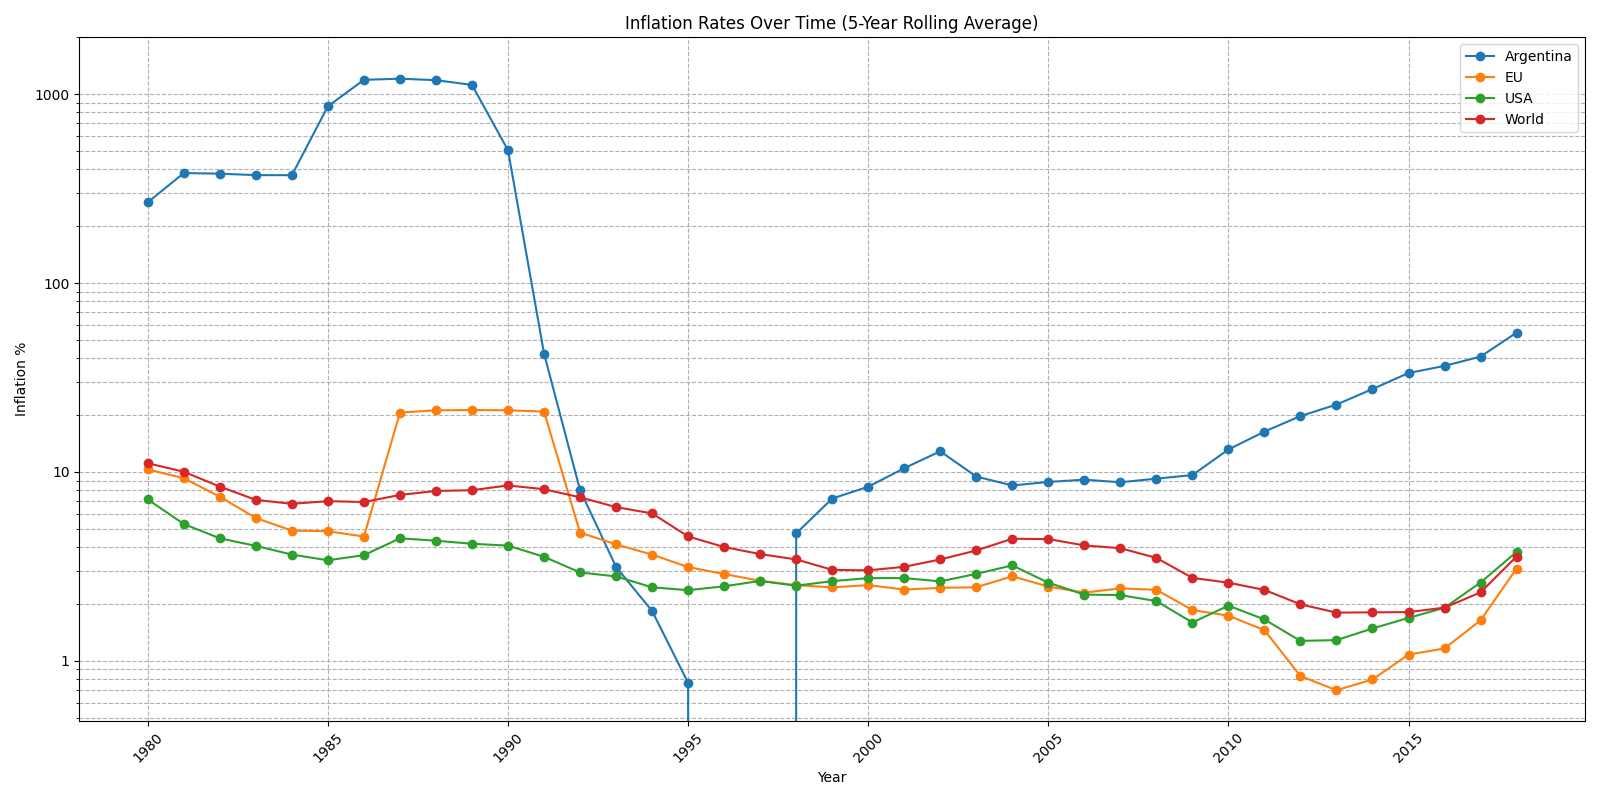 Inflation Rates Over Time (5-Year Rolling Average)
Argentina
EU
USA
World
Inflation %
1000
100
10
1
1980
1985
1990
1995
2000
2005
2010
2015
Year